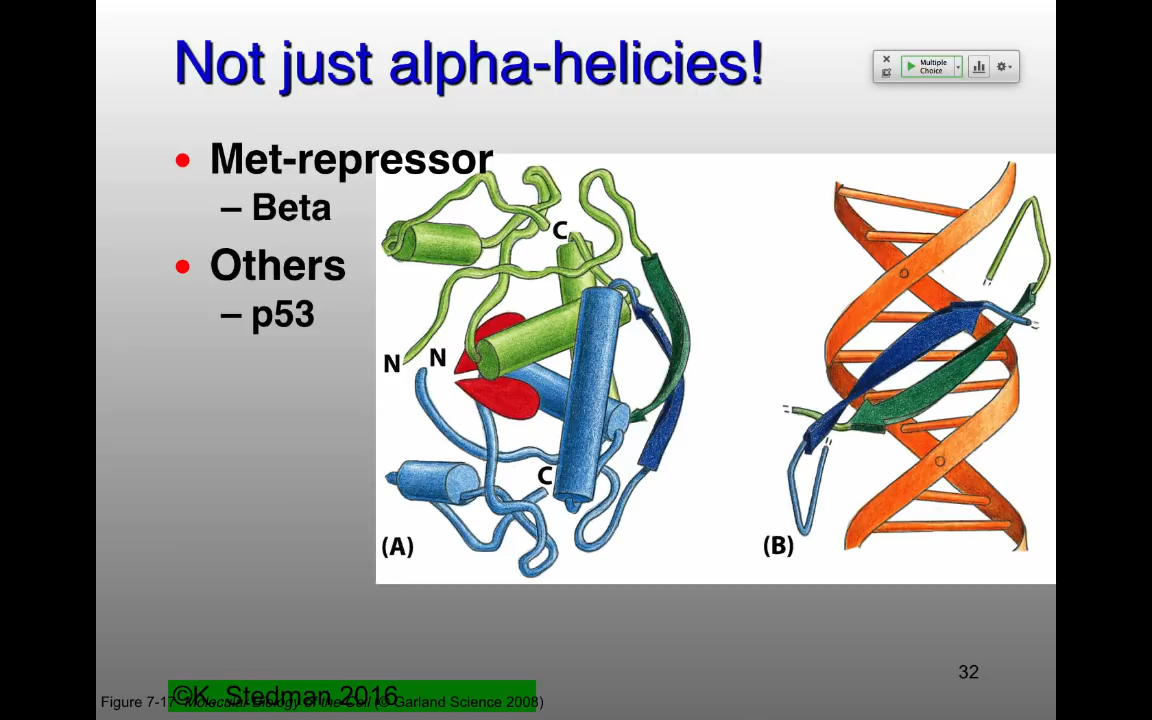 Not just alpha-helicies!
Multiple
Choice
• Met-repressor
– Beta
• Others
– p53
C
N
N
C
(A)
(B)
32
©K. Stedman 2016
Figure 7-17 Molecular Biology of the Cell (© Garland Science 2008)